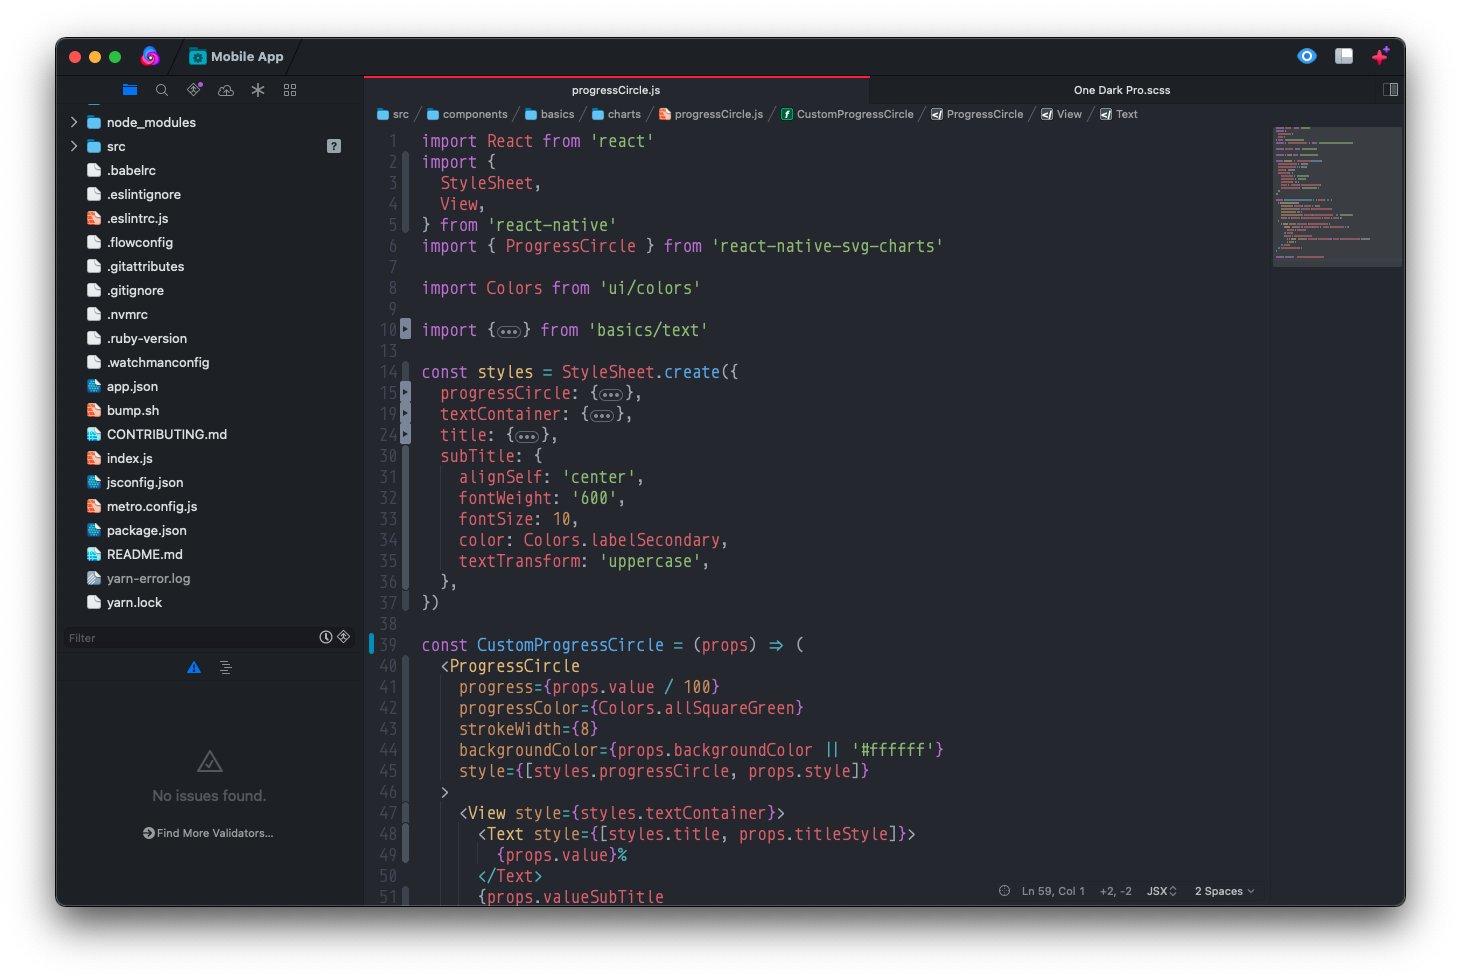 Mobile App
progressCircle.js
One Dark Pro.scss
src
components
basics
charts
progressCircle.js
CustomProgressCircle
ProgressCircle
View
Text
node_modules
src ?
.babelrc
.eslintignore
.eslintrc.js
.flowconfig
.gitattributes
.gitignore
.nvmrc
.ruby-version
.watchmanconfig
app.json
bump.sh
CONTRIBUTING.md
index.js
jsconfig.json
metro.config.js
package.json
README.md
yarn-error.log
yarn.lock
Filter
No issues found.
Find More Validators...
1 import React from 'react'
2 import {
3 StyleSheet,
4 View,
5 } from 'react-native'
6 import { ProgressCircle } from 'react-native-svg-charts'
7
8 import Colors from 'ui/colors'
9
10 import {•••} from 'basics/text'
13
14 const styles = StyleSheet.create({
15 progressCircle: {•••},
19 textContainer: {•••},
24 title: {•••},
30 subTitle: {
31 alignSelf: 'center',
32 fontWeight: '600',
33 fontSize: 10,
34 color: Colors.labelSecondary,
35 textTransform: 'uppercase',
36 },
37 })
38
39 const CustomProgressCircle = (props) ⇒ (
40 <ProgressCircle
41 progress={props.value / 100}
42 progressColor={Colors.allSquareGreen}
43 strokeWidth={8}
44 backgroundColor={props.backgroundColor || '#ffffff'}
45 style={[styles.progressCircle, props.style]}
46 >
47 <View style={styles.textContainer}>
48 <Text style={[styles.title, props.titleStyle]}>
49 {props.value}%
50 </Text>
51 {props.valueSubTitle
Ln 59, Col 1
+2, -2
JSX
2 Spaces